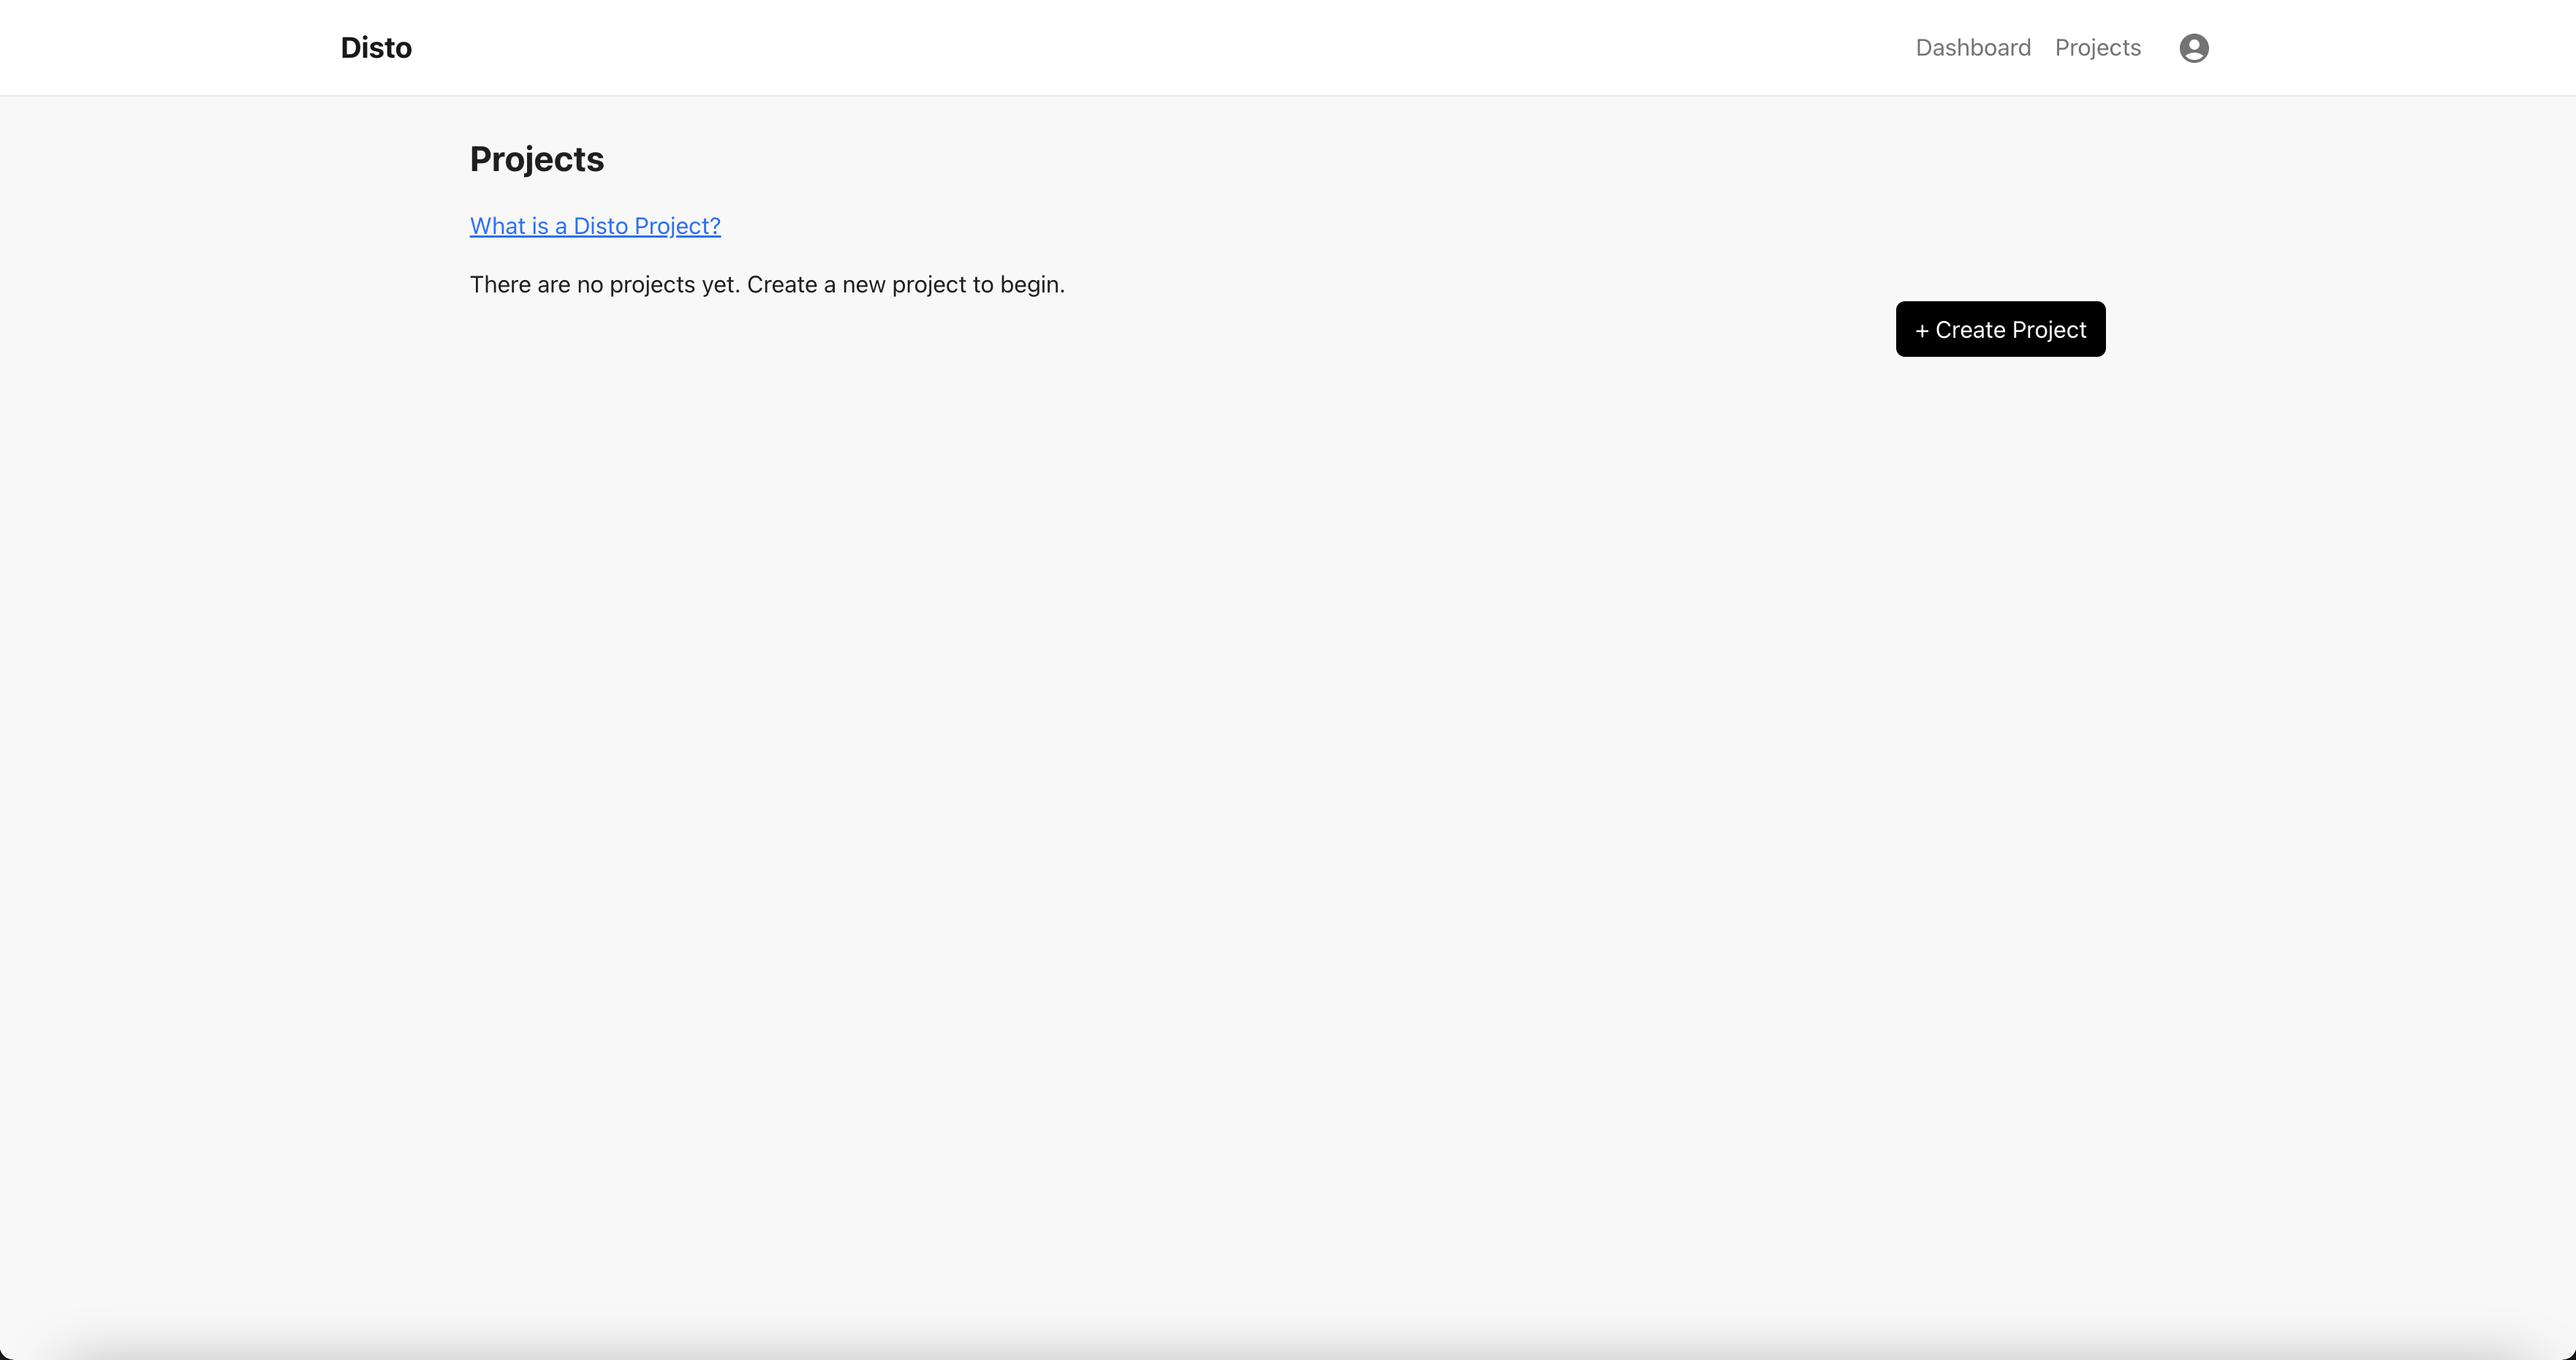 Disto
Dashboard Projects
Projects
What is a Disto Project?
There are no projects yet. Create a new project to begin.
+ Create Project